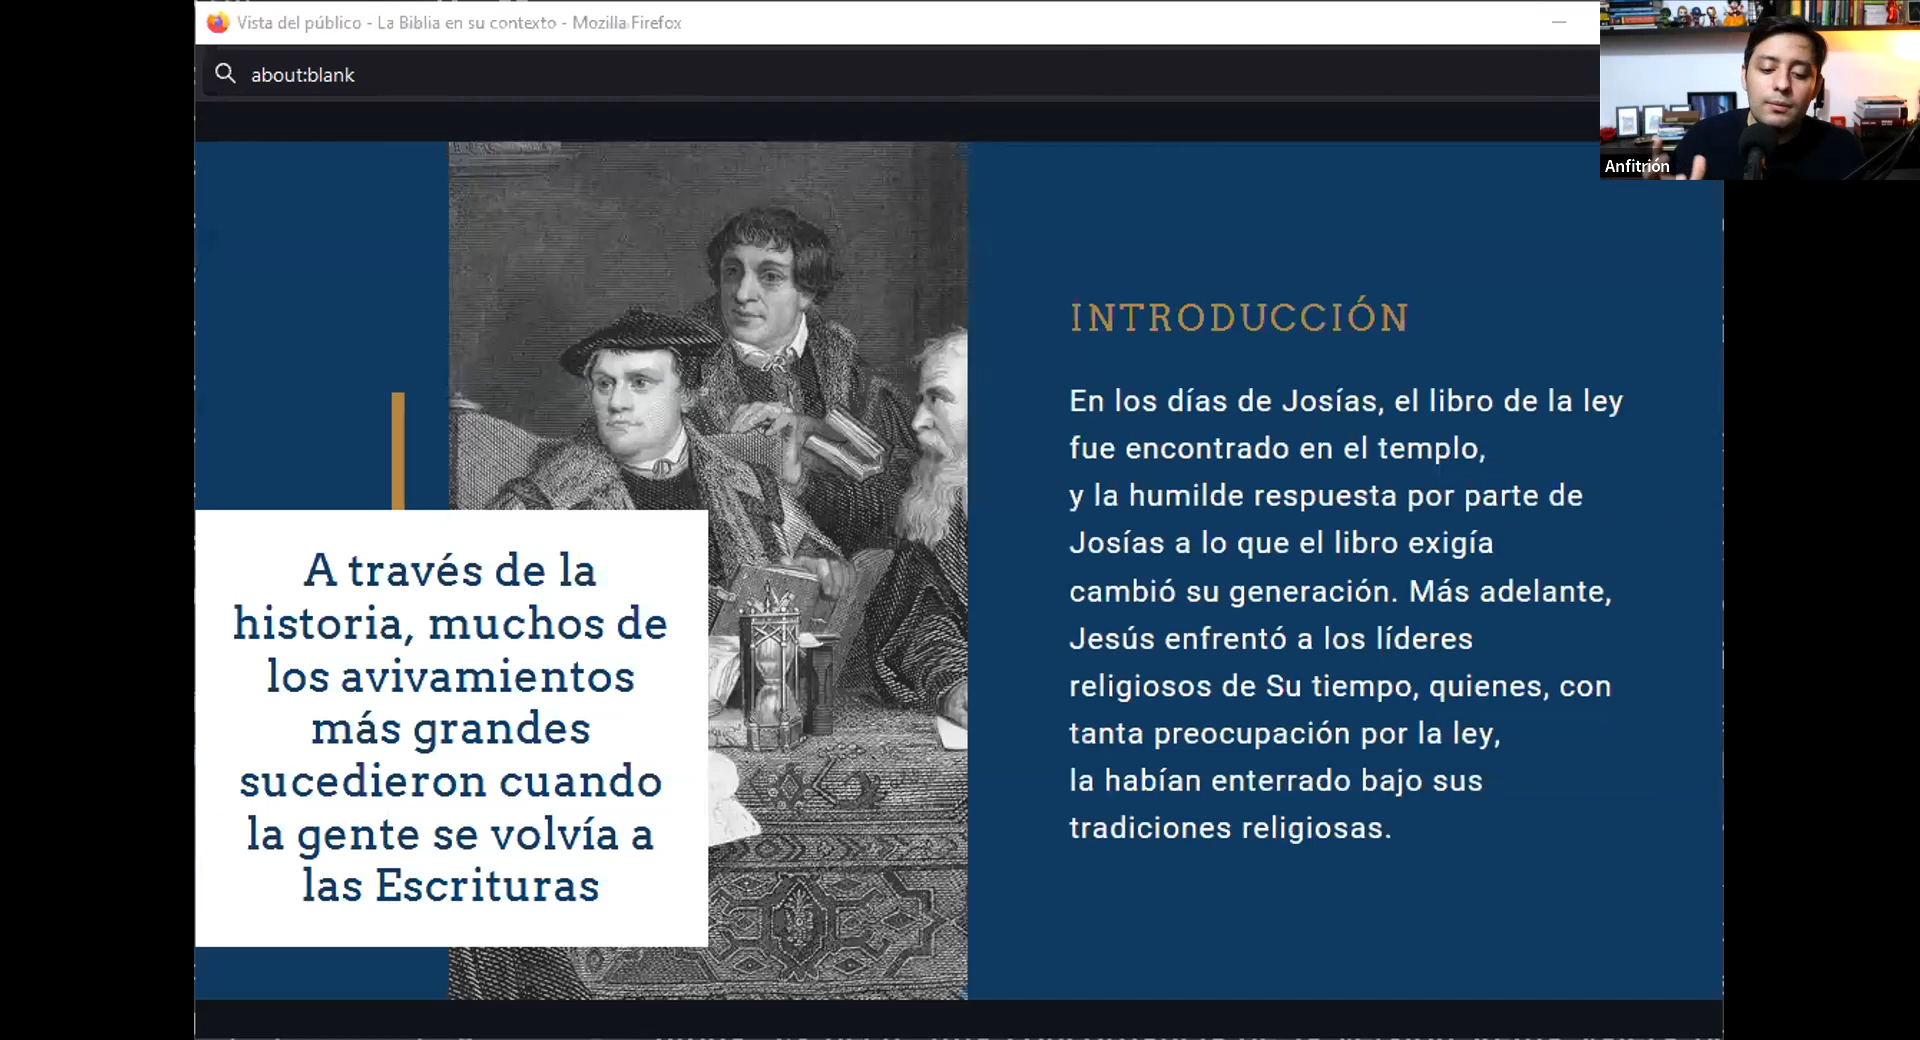 Vista del público - La Biblia en su contexto - Mozilla Firefox
about:blank
Anfitrión
A través de la
historia, muchos de
los avivamientos
más grandes
sucedieron cuando
la gente se volvía a
las Escrituras
INTRODUCCIÓN
En los días de Josías, el libro de la ley
fue encontrado en el templo,
y la humilde respuesta por parte de
Josías a lo que el libro exigía
cambió su generación. Más adelante,
Jesús enfrentó a los líderes
religiosos de Su tiempo, quienes, con
tanta preocupación por la ley,
la habían enterrado bajo sus
tradiciones religiosas.